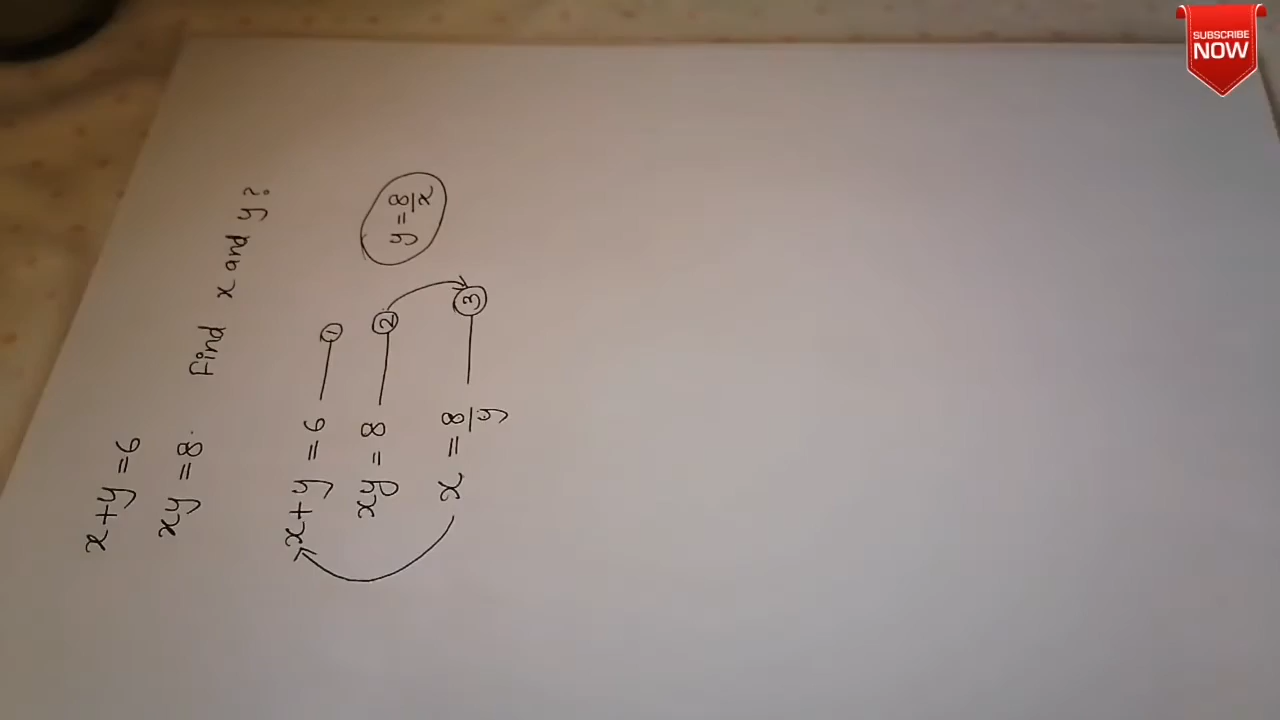 x+y=6
xy=8. Find x and y?
x+y=6 — ①
xy=8 — ②
y=8/x
x=8/y — ③
SUBSCRIBE
NOW